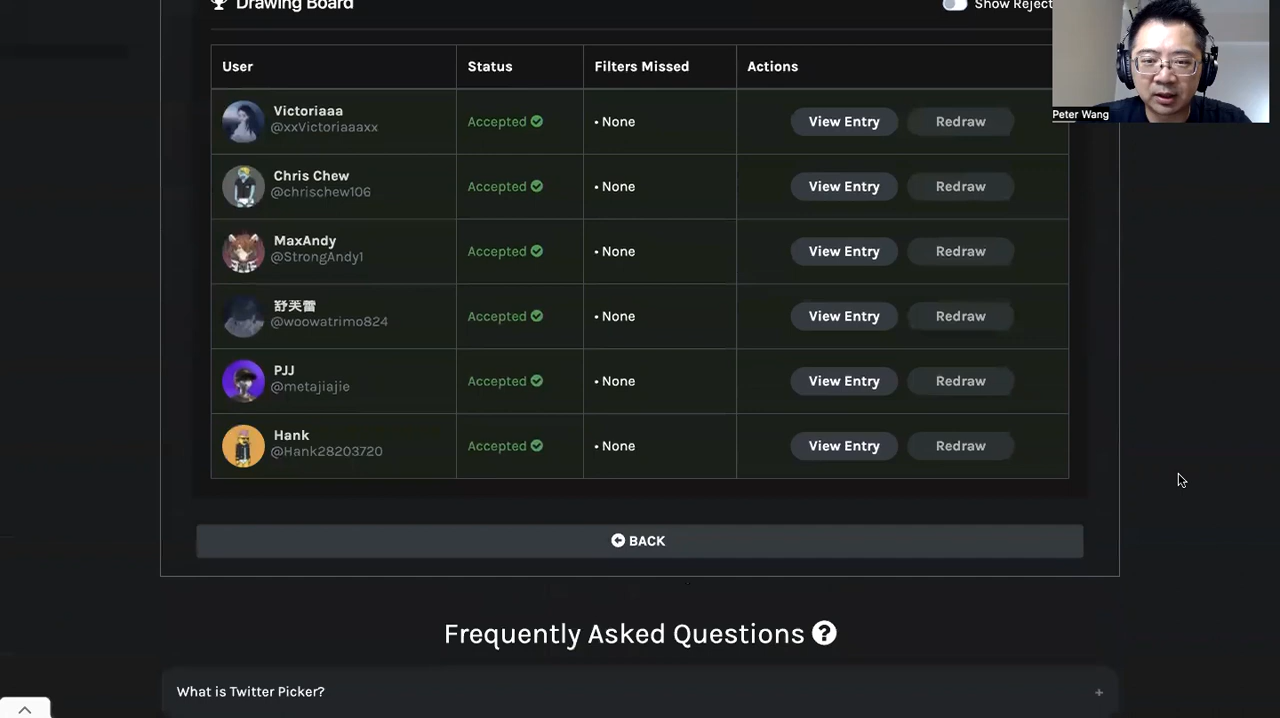 Drawing Board
Show Reject
Peter Wang
User
Status
Filters Missed
Actions
Victoriaaa
@xxVictoriaaaxx
Accepted
• None
View Entry
Redraw
Chris Chew
@chrischew106
Accepted
• None
View Entry
Redraw
MaxAndy
@StrongAndy1
Accepted
• None
View Entry
Redraw
舒芙蕾
@woowatrimo824
Accepted
• None
View Entry
Redraw
PJJ
@metajiajie
Accepted
• None
View Entry
Redraw
Hank
@Hank28203720
Accepted
• None
View Entry
Redraw
BACK
Frequently Asked Questions
What is Twitter Picker?
+